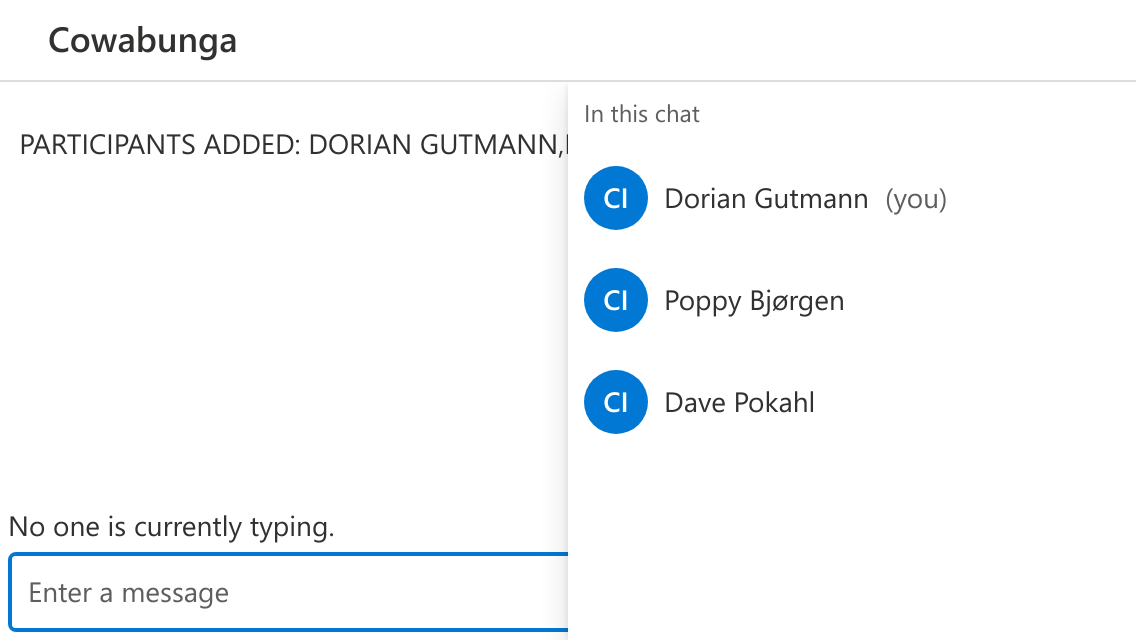 Cowabunga
PARTICIPANTS ADDED: DORIAN GUTMANN,
In this chat
CI Dorian Gutmann (you)
CI Poppy Bjørgen
CI Dave Pokahl
No one is currently typing.
Enter a message